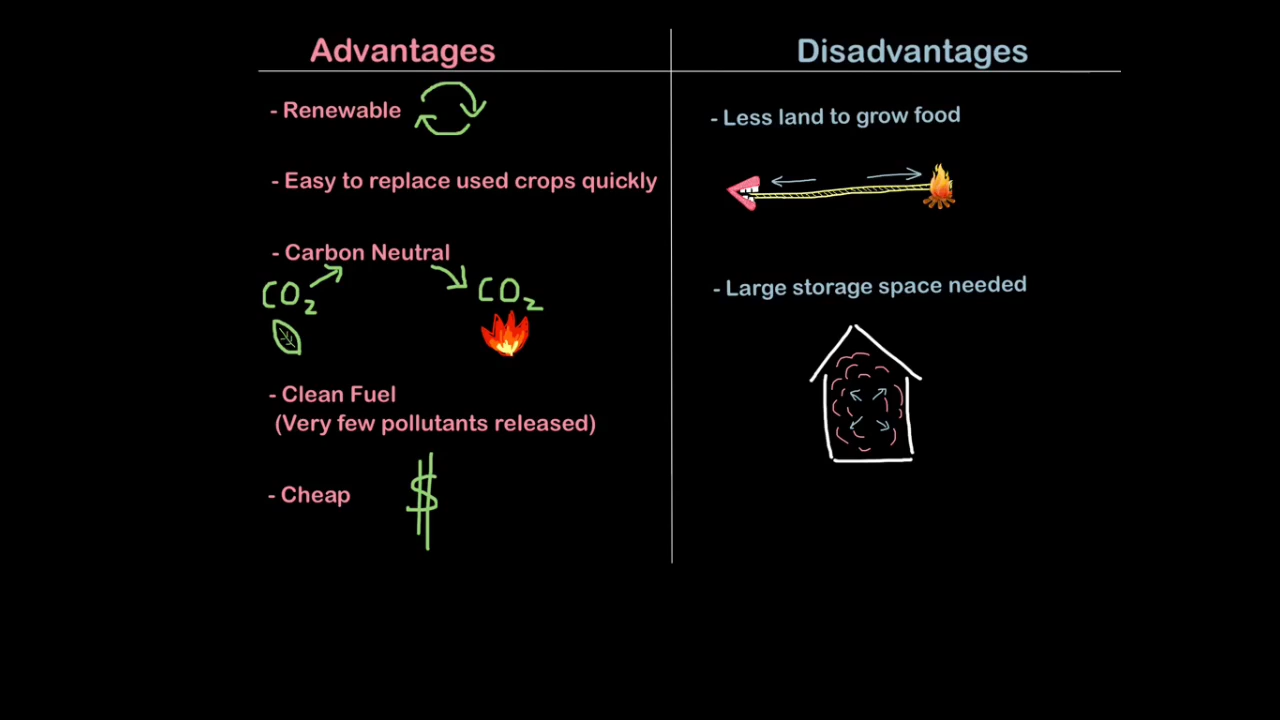 Advantages
- Renewable
- Easy to replace used crops quickly
- Carbon Neutral
CO2
CO2
- Clean Fuel
(Very few pollutants released)
- Cheap
$
Disadvantages
- Less land to grow food
- Large storage space needed